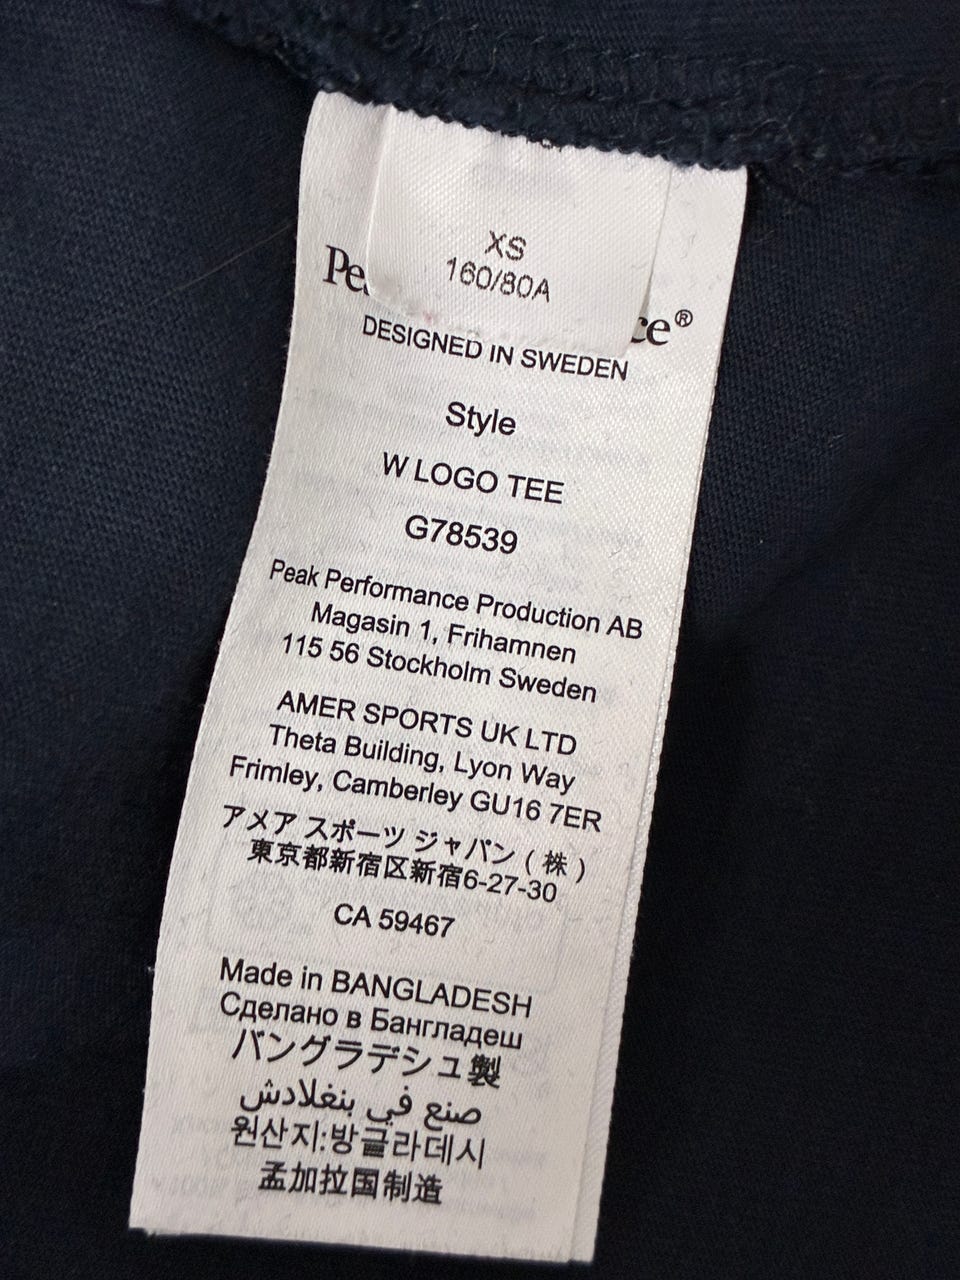 XS
160/80A
DESIGNED IN SWEDEN
Style
W LOGO TEE
G78539
Peak Performance Production AB
Magasin 1, Frihamnen
115 56 Stockholm Sweden
AMER SPORTS UK LTD
Theta Building, Lyon Way
Frimley, Camberley GU16 7ER
アメア スポーツ ジャパン（株）
東京都新宿区新宿6-27-30
CA 59467
Made in BANGLADESH
Сделано в Бангладеш
バングラデシュ製
صنع في بنغلادش
원산지:방글라데시
孟加拉国制造